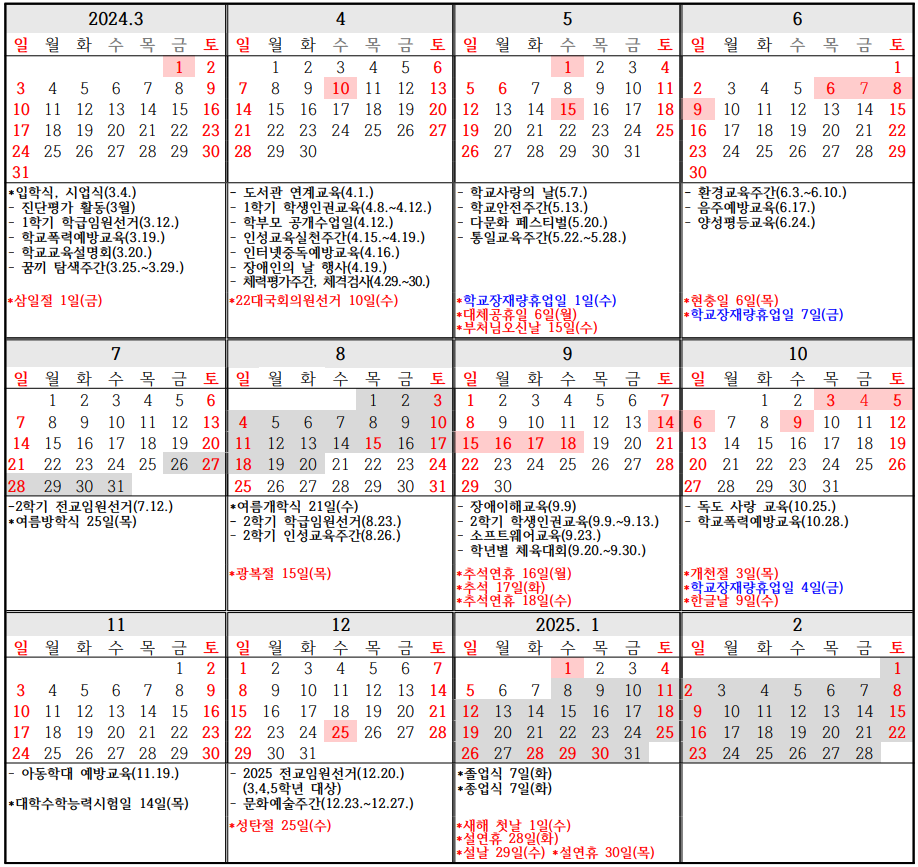 2024.3
일 월 화 수 목 금 토
1 2
3 4 5 6 7 8 9
10 11 12 13 14 15 16
17 18 19 20 21 22 23
24 25 26 27 28 29 30
31
*입학식, 시업식(3.4.)
- 진단평가 활동(3월)
- 1학기 학급임원선거(3.12.)
- 학교폭력예방교육(3.19.)
- 학교교육설명회(3.20.)
- 꿈끼 탐색주간(3.25.~3.29.)
*삼일절 1일(금)
4
일 월 화 수 목 금 토
1 2 3 4 5 6
7 8 9 10 11 12 13
14 15 16 17 18 19 20
21 22 23 24 25 26 27
28 29 30
- 도서관 연계교육(4.1.)
- 1학기 학생인권교육(4.8.~4.12.)
- 학부모 공개수업일(4.12.)
- 인성교육실천주간(4.15.~4.19.)
- 인터넷중독예방교육(4.16.)
- 장애인의 날 행사(4.19.)
- 체력평가주간, 체격검사(4.29.~30.)
*22대국회의원선거 10일(수)
5
일 월 화 수 목 금 토
1 2 3 4
5 6 7 8 9 10 11
12 13 14 15 16 17 18
19 20 21 22 23 24 25
26 27 28 29 30 31
- 학교사랑의 날(5.7.)
- 학교안전주간(5.13.)
- 다문화 페스티벌(5.20.)
- 통일교육주간(5.22.~5.28.)
*학교장재량휴업일 1일(수)
*대체공휴일 6일(월)
*부처님오신날 15일(수)
6
일 월 화 수 목 금 토
1
2 3 4 5 6 7 8
9 10 11 12 13 14 15
16 17 18 19 20 21 22
23 24 25 26 27 28 29
30
- 환경교육주간(6.3.~6.10.)
- 음주예방교육(6.17.)
- 양성평등교육(6.24.)
*현충일 6일(목)
*학교장재량휴업일 7일(금)
7
일 월 화 수 목 금 토
1 2 3 4 5 6
7 8 9 10 11 12 13
14 15 16 17 18 19 20
21 22 23 24 25 26 27
28 29 30 31
-2학기 전교임원선거(7.12.)
*여름방학식 25일(목)
8
일 월 화 수 목 금 토
1 2 3
4 5 6 7 8 9 10
11 12 13 14 15 16 17
18 19 20 21 22 23 24
25 26 27 28 29 30 31
*여름개학식 21일(수)
- 2학기 학급임원선거(8.23.)
- 2학기 인성교육주간(8.26.)
*광복절 15일(목)
9
일 월 화 수 목 금 토
1 2 3 4 5 6 7
8 9 10 11 12 13 14
15 16 17 18 19 20 21
22 23 24 25 26 27 28
29 30
- 장애이해교육(9.9)
- 2학기 학생인권교육(9.9.~9.13.)
- 소프트웨어교육(9.23.)
- 학년별 체육대회(9.20.~9.30.)
*추석연휴 16일(월)
*추석 17일(화)
*추석연휴 18일(수)
10
일 월 화 수 목 금 토
1 2 3 4 5
6 7 8 9 10 11 12
13 14 15 16 17 18 19
20 21 22 23 24 25 26
27 28 29 30 31
- 독도 사랑 교육(10.25.)
- 학교폭력예방교육(10.28.)
*개천절 3일(목)
*학교장재량휴업일 4일(금)
*한글날 9일(수)
11
일 월 화 수 목 금 토
1 2
3 4 5 6 7 8 9
10 11 12 13 14 15 16
17 18 19 20 21 22 23
24 25 26 27 28 29 30
- 아동학대 예방교육(11.19.)
*대학수학능력시험일 14일(목)
12
일 월 화 수 목 금 토
1 2 3 4 5 6 7
8 9 10 11 12 13 14
15 16 17 18 19 20 21
22 23 24 25 26 27 28
29 30 31
- 2025 전교임원선거(12.20.)
(3,4,5학년 대상)
- 문화예술주간(12.23.~12.27.)
*성탄절 25일(수)
2025. 1
일 월 화 수 목 금 토
1 2 3 4
5 6 7 8 9 10 11
12 13 14 15 16 17 18
19 20 21 22 23 24 25
26 27 28 29 30 31
*졸업식 7일(화)
*종업식 7일(화)
*새해 첫날 1일(수)
*설연휴 28일(화)
*설날 29일(수) *설연휴 30일(목)
2
일 월 화 수 목 금 토
1
2 3 4 5 6 7 8
9 10 11 12 13 14 15
16 17 18 19 20 21 22
23 24 25 26 27 28